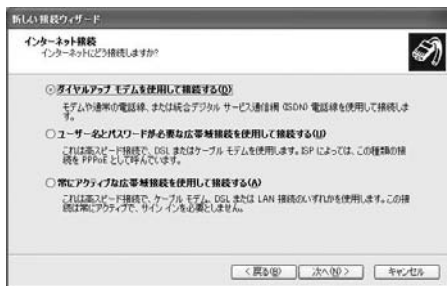 新しい接続ウィザード
インターネット接続
インターネットにどう接続しますか?
ダイヤルアップ モデムを使用して接続する(D)
モデムや通常の電話線、または統合デジタル サービス通信網 (ISDN) 電話線を使用して接続しま
す。
ユーザー名とパスワードが必要な広帯域接続を使用して接続する(U)
これは高スピード接続で、DSL またはケーブル モデムを使用します。ISP によっては、この種類の接
続を PPPoE として呼んでいます。
常にアクティブな広帯域接続を使用して接続する(A)
これは高スピード接続で、ケーブル モデム、DSL または LAN 接続のいずれかを使用します。この接
続は常にアクティブで、サイン インを必要としません。
< 戻る(B)
次へ(N) >
キャンセル